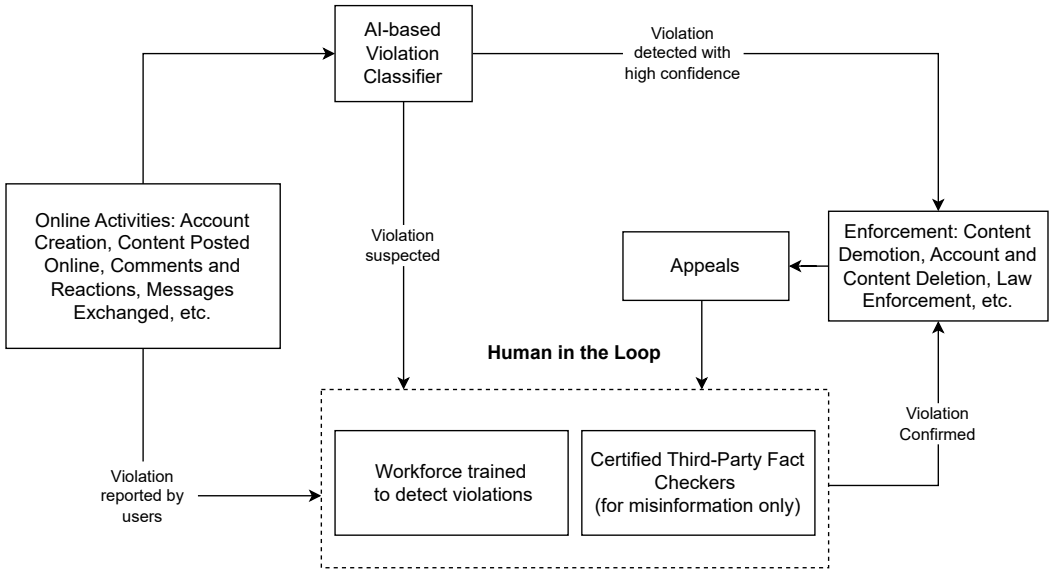 AI-based
Violation
Classifier
Violation
detected with
high confidence
Online Activities: Account
Creation, Content Posted
Online, Comments and
Reactions, Messages
Exchanged, etc.
Violation
suspected
Appeals
Enforcement: Content
Demotion, Account and
Content Deletion, Law
Enforcement, etc.
Human in the Loop
Violation
reported by
users
Workforce trained
to detect violations
Certified Third-Party Fact
Checkers
(for misinformation only)
Violation
Confirmed